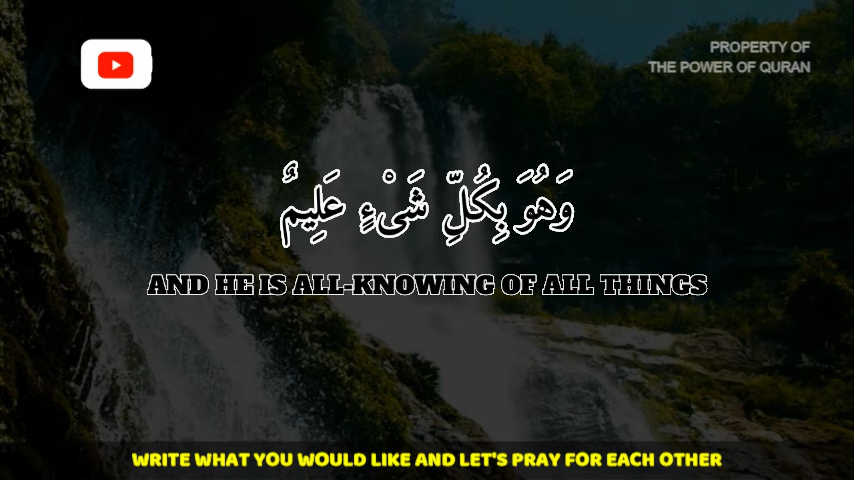 PROPERTY OF
THE POWER OF QURAN
وَهُوَ بِكُلِّ شَىْءٍ عَلِيمٌ
AND HE IS ALL-KNOWING OF ALL THINGS
WRITE WHAT YOU WOULD LIKE AND LET'S PRAY FOR EACH OTHER